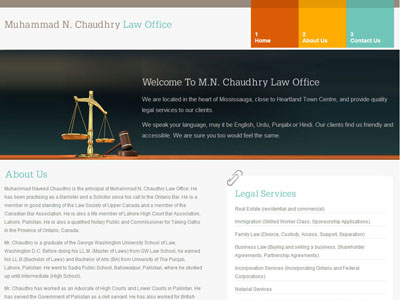 Muhammad N. Chaudhry Law Office
1
Home
2
About Us
3
Contact Us
Welcome To M.N. Chaudhry Law Office
We are located in the heart of Mississauga, close to Heartland Town Centre, and provide quality
legal services to our clients.
We speak your language, may it be English, Urdu, Punjabi or Hindi. Our clients find us friendly and
accessible. We are sure you too would feel the same.
About Us
Muhammad Naveed Chaudhry is the principal of Muhammad N. Chaudhry Law Office. He
has been practising as a Barrister and a Solicitor since his call to the Ontario Bar. He is a
member in good standing of the Law Society of Upper Canada and a member of the
Canadian Bar Association. He is also a life member of Lahore High Court Bar Association,
Lahore, Pakistan. He is also a qualified Notary Public and Commissioner for Taking Oaths
in the Province of Ontario, Canada.
Mr. Chaudhry is a graduate of the George Washington University School of Law,
Washington D.C. Before doing his LL.M. (Master of Laws) from GW Law School, he earned
his LL.B (Bachelor of Laws) and Bachelor of Arts (BA) from University of The Punjab,
Lahore, Pakistan. He went to Sadiq Public School, Bahawalpur, Pakistan, where he studied
up until Intermediate (High School).
Mr. Chaudhry has worked as an Advocate of High Courts and Lower Courts in Pakistan. He
has served the Government of Pakistan as a civil servant. He has also worked for British
Legal Services
Real Estate (residential and commercial)
Immigration (Skilled Worker Class, Sponsorship Applications)
Family Law (Divorce, Custody, Access, Support, Separation)
Business Law (Buying and selling a business, Shareholder
Agreements, Partnership Agreements)
Incorporation Services (Incorporating Ontario and Federal
Corporations)
Notarial Services